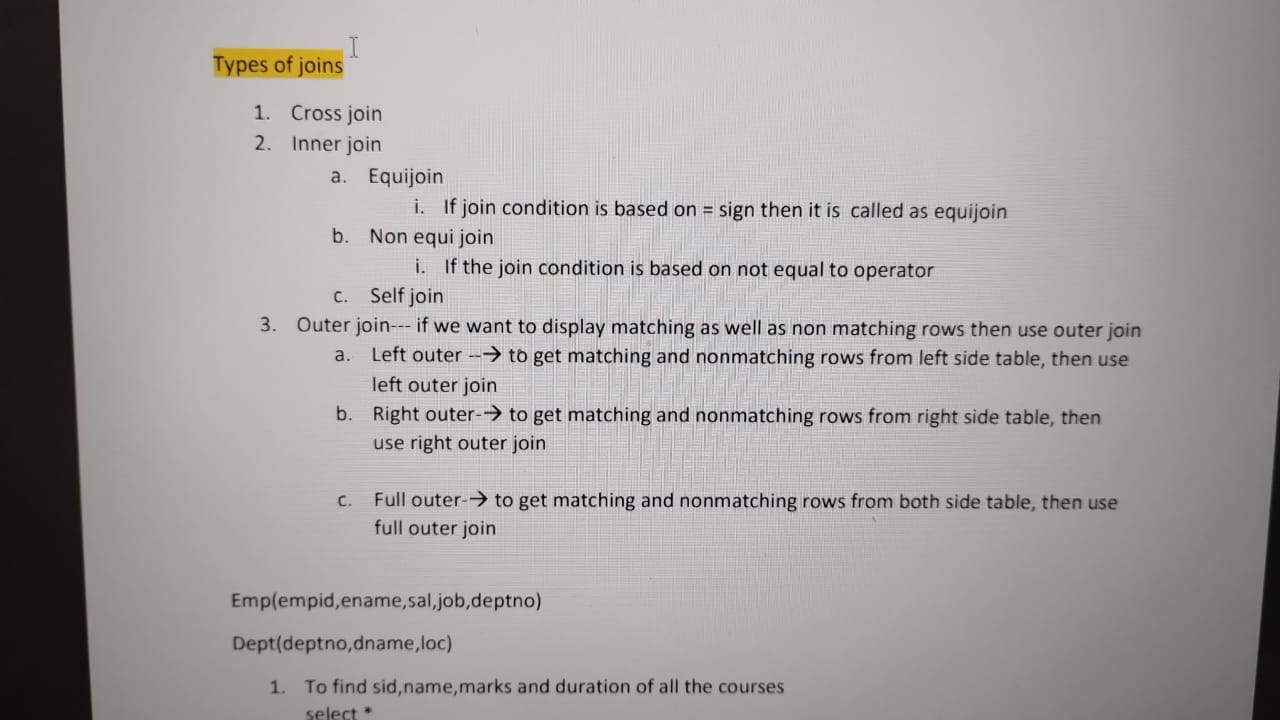 Types of joins
1. Cross join
2. Inner join
a. Equijoin
i. If join condition is based on = sign then it is called as equijoin
b. Non equi join
i. If the join condition is based on not equal to operator
c. Self join
3. Outer join--- if we want to display matching as well as non matching rows then use outer join
a. Left outer --→ to get matching and nonmatching rows from left side table, then use
left outer join
b. Right outer-→ to get matching and nonmatching rows from right side table, then
use right outer join
c. Full outer-→ to get matching and nonmatching rows from both side table, then use
full outer join
Emp(empid,ename,sal,job,deptno)
Dept(deptno,dname,loc)
1. To find sid,name,marks and duration of all the courses
select *